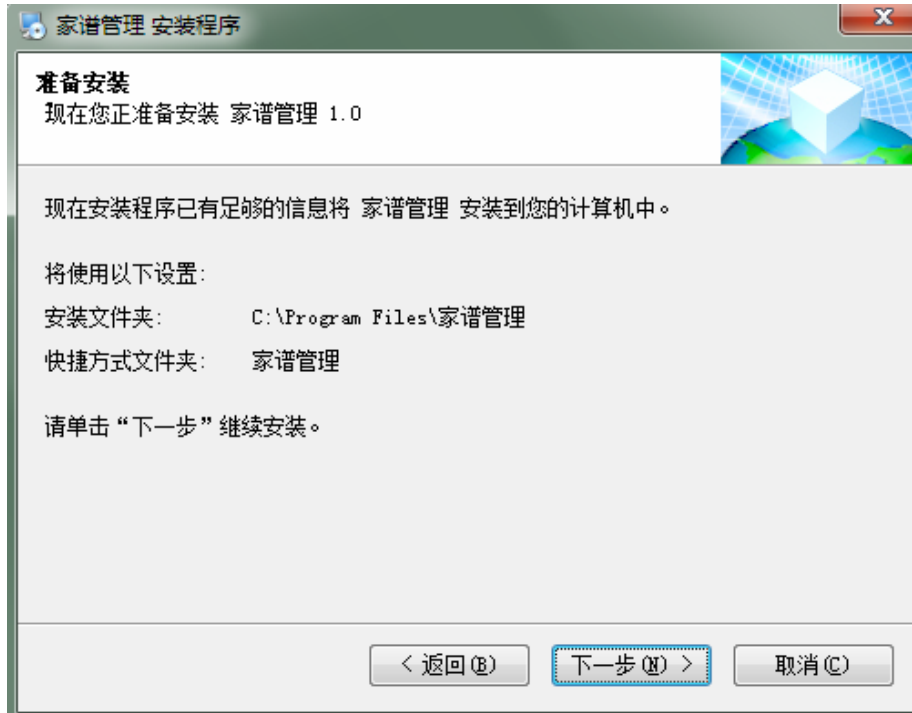 家谱管理 安装程序
准备安装
现在您正准备安装 家谱管理 1.0
现在安装程序已有足够的信息将 家谱管理 安装到您的计算机中。
将使用以下设置:
安装文件夹: C:\Program Files\家谱管理
快捷方式文件夹: 家谱管理
请单击“下一步”继续安装。
< 返回(B) 下一步(N) > 取消(C)